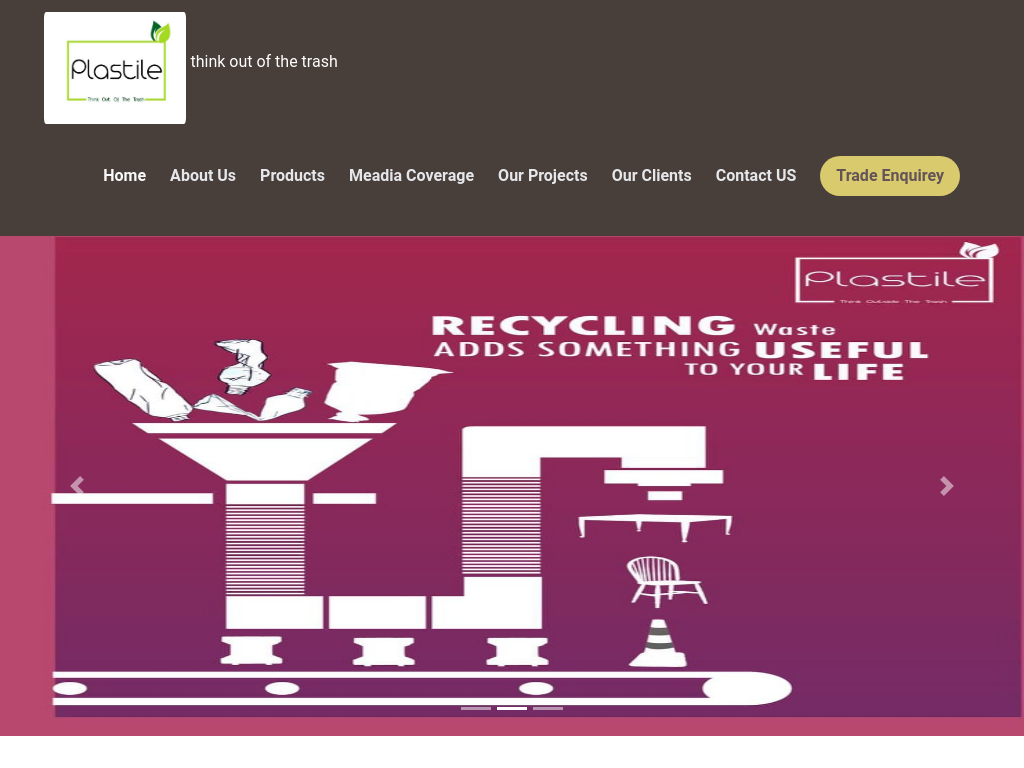 Plastile
Think Out Of The Trash
think out of the trash
Home About Us Products Meadia Coverage Our Projects Our Clients Contact US Trade Enquirey
Plastile
Think Outside The Trash
RECYCLING Waste
ADDS SOMETHING USEFUL
TO YOUR LIFE